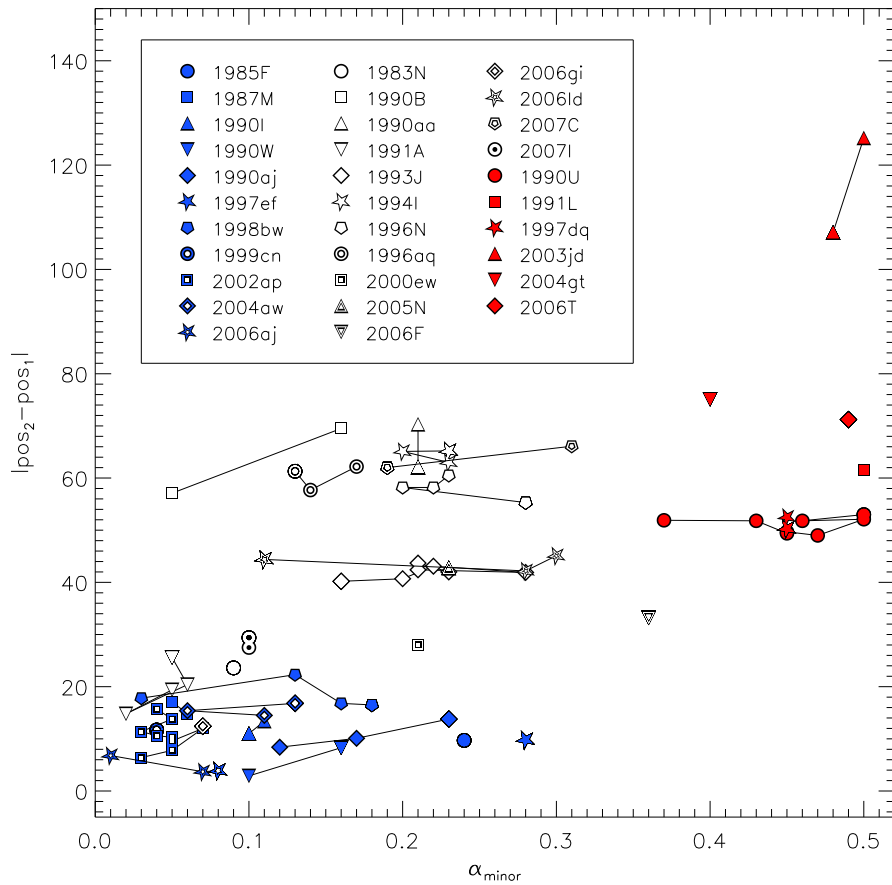 140
120
100
80
60
40
20
0
|pos₂−pos₁|
1985F 1983N 2006gi
1987M 1990B 2006ld
1990I 1990aa 2007C
1990W 1991A 2007I
1990aj 1993J 1990U
1997ef 1994I 1991L
1998bw 1996N 1997dq
1999cn 1996aq 2003jd
2002ap 2000ew 2004gt
2004aw 2005N 2006T
2006aj 2006F
0.0 0.1 0.2 0.3 0.4 0.5
α minor